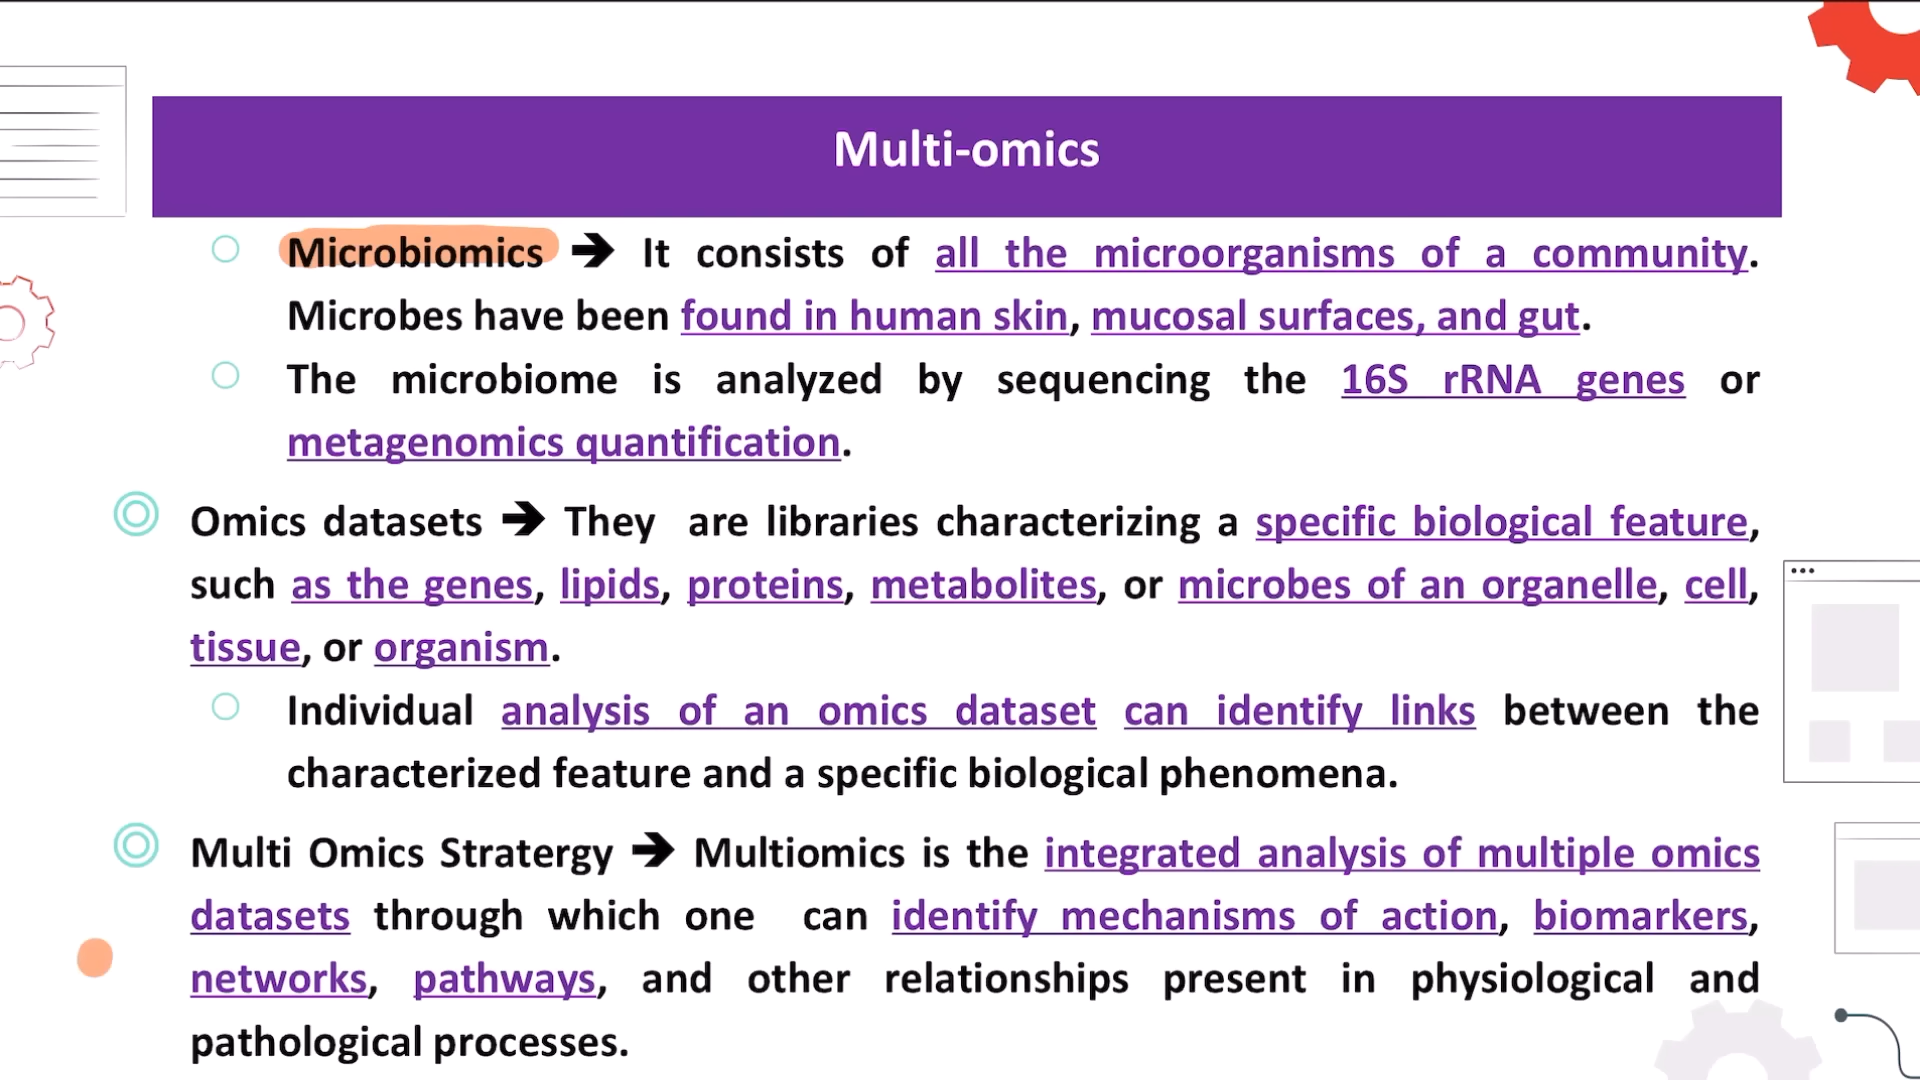 Multi-omics
Microbiomics ➔ It consists of all the microorganisms of a community.
Microbes have been found in human skin, mucosal surfaces, and gut.
The microbiome is analyzed by sequencing the 16S rRNA genes or
metagenomics quantification.
Omics datasets ➔ They are libraries characterizing a specific biological feature,
such as the genes, lipids, proteins, metabolites, or microbes of an organelle, cell,
tissue, or organism.
Individual analysis of an omics dataset can identify links between the
characterized feature and a specific biological phenomena.
Multi Omics Stratergy ➔ Multiomics is the integrated analysis of multiple omics
datasets through which one can identify mechanisms of action, biomarkers,
networks, pathways, and other relationships present in physiological and
pathological processes.